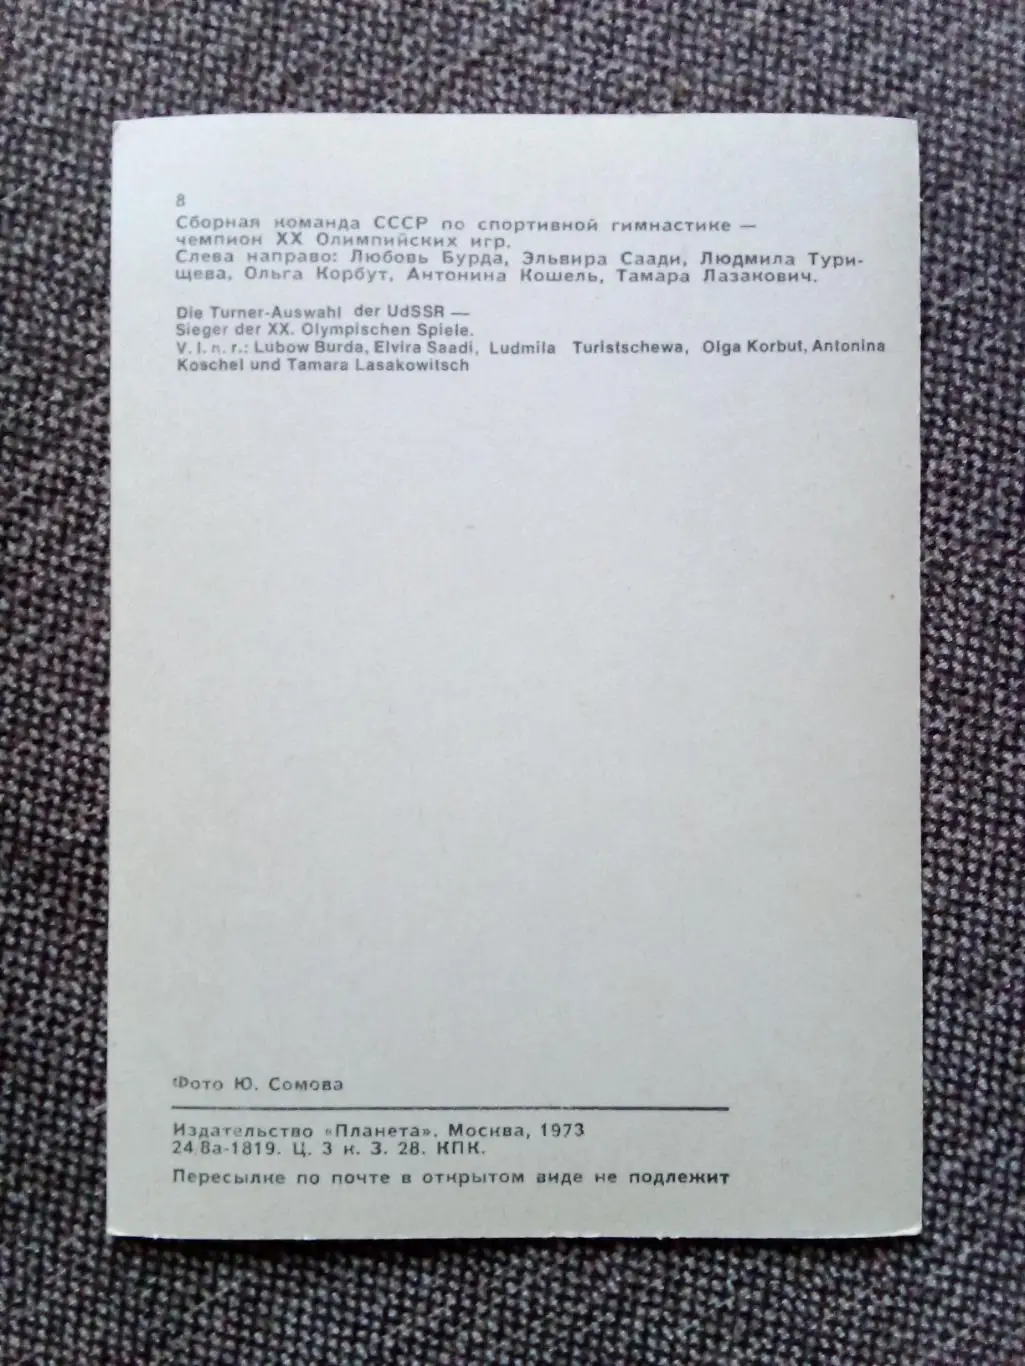 8
Сборная команда СССР по спортивной гимнастике —
чемпион XX Олимпийских игр.
Слева направо: Любовь Бурда, Эльвира Саади, Людмила Тури-
щева, Ольга Корбут, Антонина Кошель, Тамара Лазакович.
Die Turner-Auswahl der UdSSR —
Sieger der XX. Olympischen Spiele.
V. l. n. r.: Lubow Burda, Elvira Saadi, Ludmila Turistschewa, Olga Korbut, Antonina
Koschel und Tamara Lasakowitsch
Фото Ю. Сомова
Издательство «Планета». Москва, 1973
24.8а-1819. Ц. 3 к. З. 28. КПК.
Пересылке по почте в открытом виде не подлежит